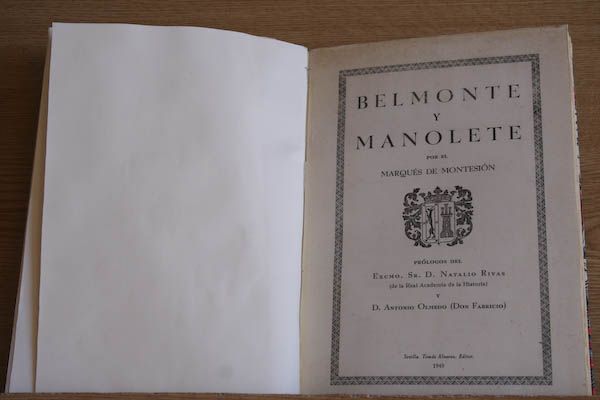 BELMONTE
Y
MANOLETE
POR EL
MARQUÉS DE MONTESIÓN
PRÓLOGOS DEL
EXCMO. SR. D. NATALIO RIVAS
(de la Real Academia de la Historia)
Y
D. ANTONIO OLMEDO (DON FABRICIO)
Sevilla. Tomás Alvarez, Editor.